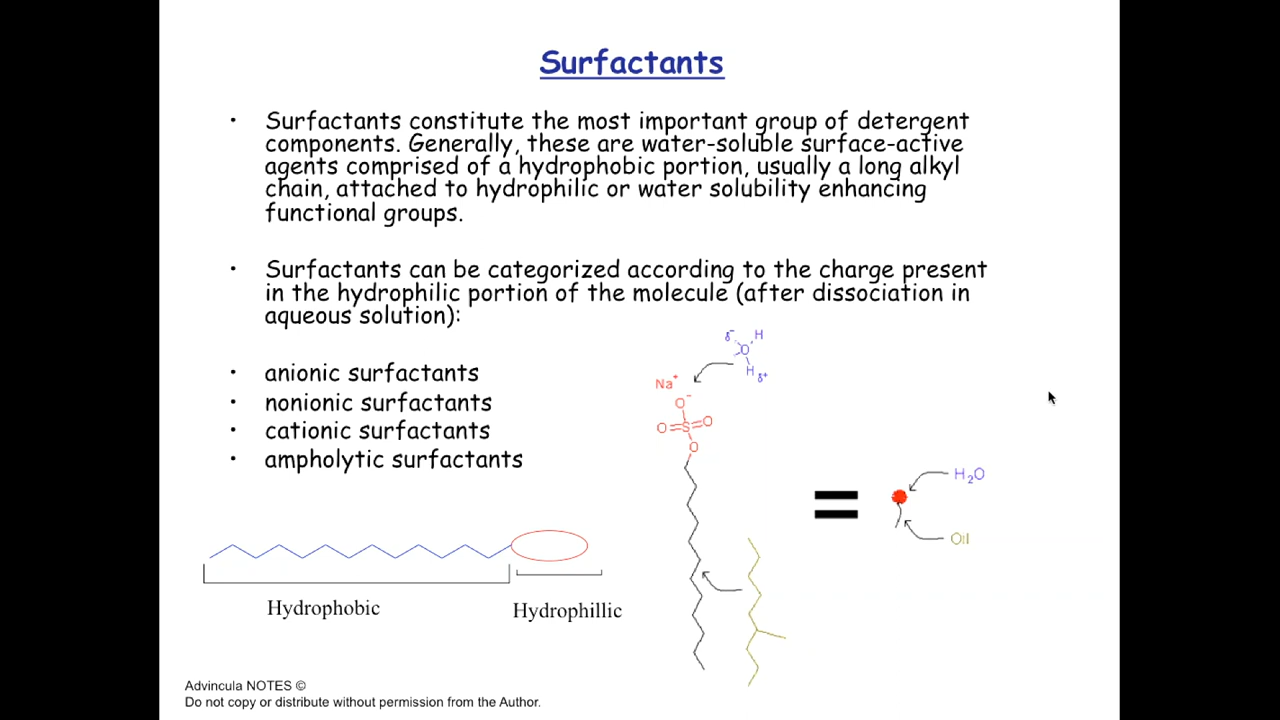 Surfactants
• Surfactants constitute the most important group of detergent
components. Generally, these are water-soluble surface-active
agents comprised of a hydrophobic portion, usually a long alkyl
chain, attached to hydrophilic or water solubility enhancing
functional groups.
• Surfactants can be categorized according to the charge present
in the hydrophilic portion of the molecule (after dissociation in
aqueous solution):
• anionic surfactants
• nonionic surfactants
• cationic surfactants
• ampholytic surfactants
δ⁻ H
O
H δ⁺
Na⁺
O⁻
O=S=O
O
=
H₂O
Oil
Hydrophobic
Hydrophillic
Advincula NOTES ©
Do not copy or distribute without permission from the Author.